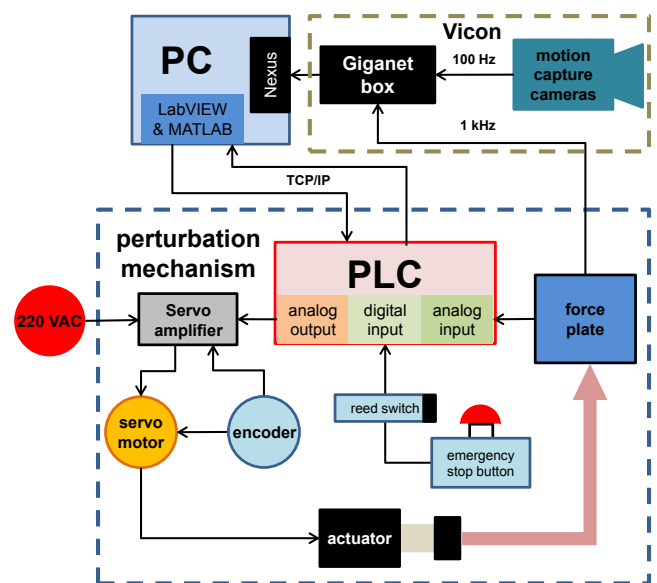 Vicon
PC
Nexus
Giganet
box
100 Hz
motion
capture
cameras
LabVIEW
& MATLAB
1 kHz
TCP/IP
perturbation
mechanism
PLC
analog
output
digital
input
analog
input
220 VAC
Servo
amplifier
force
plate
servo
motor
encoder
reed switch
emergency
stop button
actuator